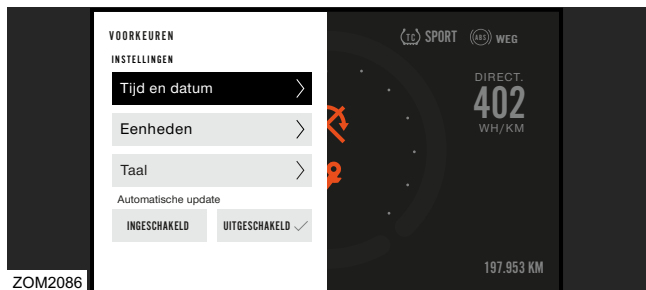 VOORKEUREN
INSTELLINGEN
Tijd en datum
Eenheden
Taal
Automatische update
INGESCHAKELD UITGESCHAKELD
TC SPORT ABS WEG
DIRECT.
402
WH/KM
197.953 KM
ZOM2086